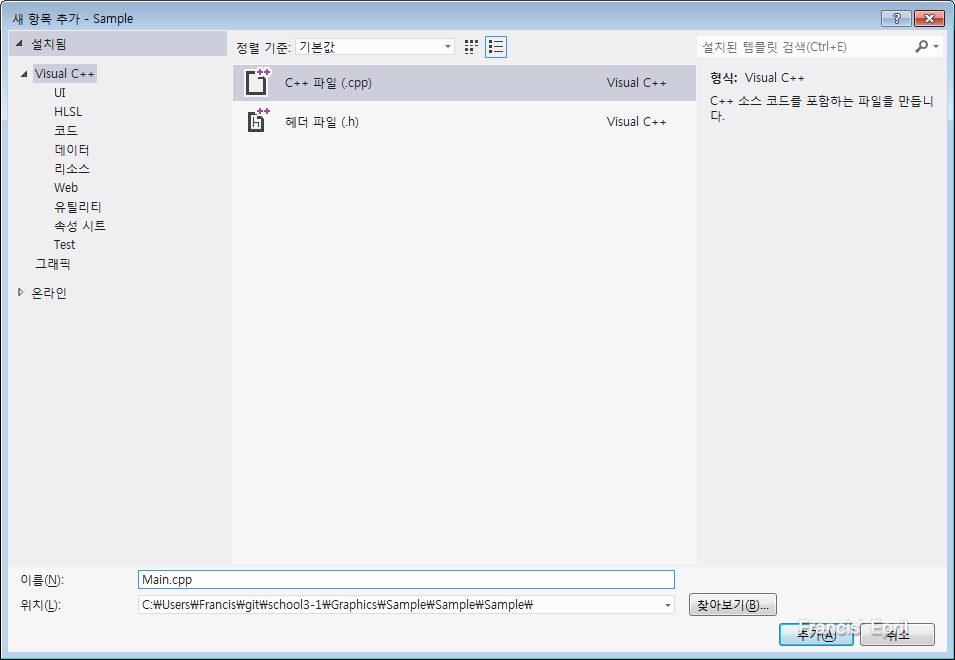 새 항목 추가 - Sample
설치됨
Visual C++
UI
HLSL
코드
데이터
리소스
Web
유틸리티
속성 시트
Test
그래픽
온라인
정렬 기준: 기본값
C++ 파일 (.cpp) Visual C++
헤더 파일 (.h) Visual C++
설치된 템플릿 검색(Ctrl+E)
형식: Visual C++
C++ 소스 코드를 포함하는 파일을 만듭니
다.
이름(N): Main.cpp
위치(L): C:₩Users₩Francis₩git₩school3-1₩Graphics₩Sample₩Sample₩Sample₩
찾아보기(B)...
추가(A) 취소
Francis' Epril